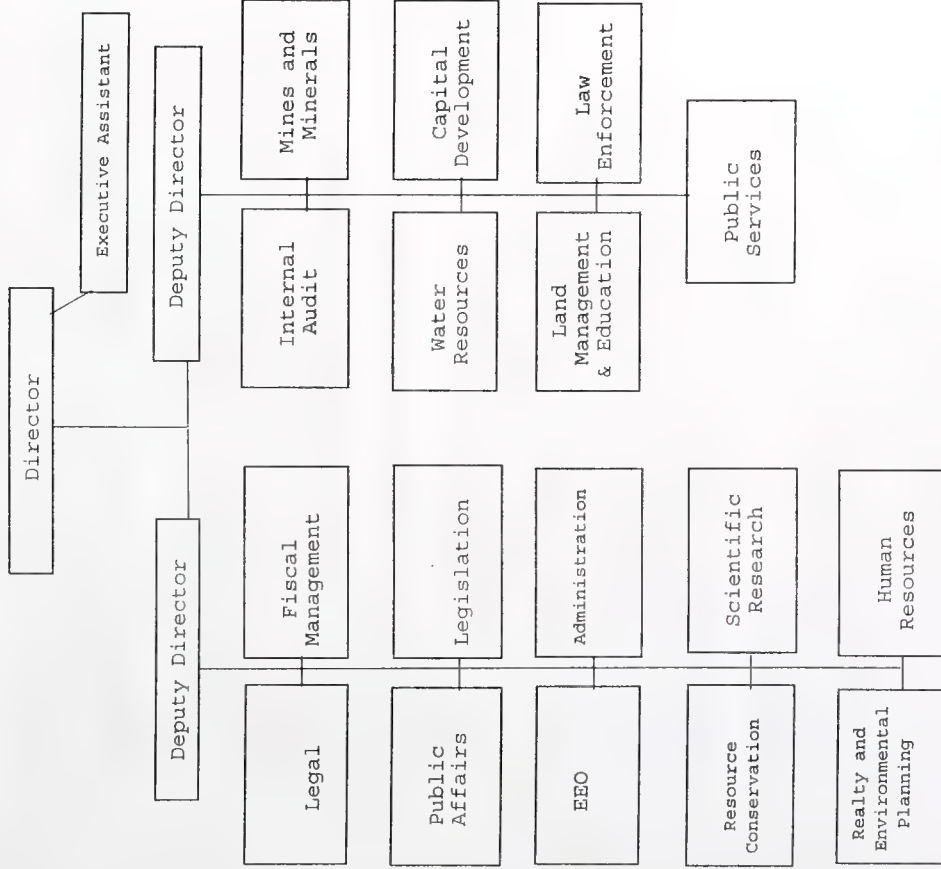 Director
Executive Assistant
Deputy Director
Deputy Director
Legal
Fiscal
Management
Internal
Audit
Mines and
Minerals
Public
Affairs
Legislation
Water
Resources
Capital
Development
EEO
Administration
Land
Management
& Education
Law
Enforcement
Resource
Conservation
Scientific
Research
Public
Services
Realty and
Environmental
Planning
Human
Resources